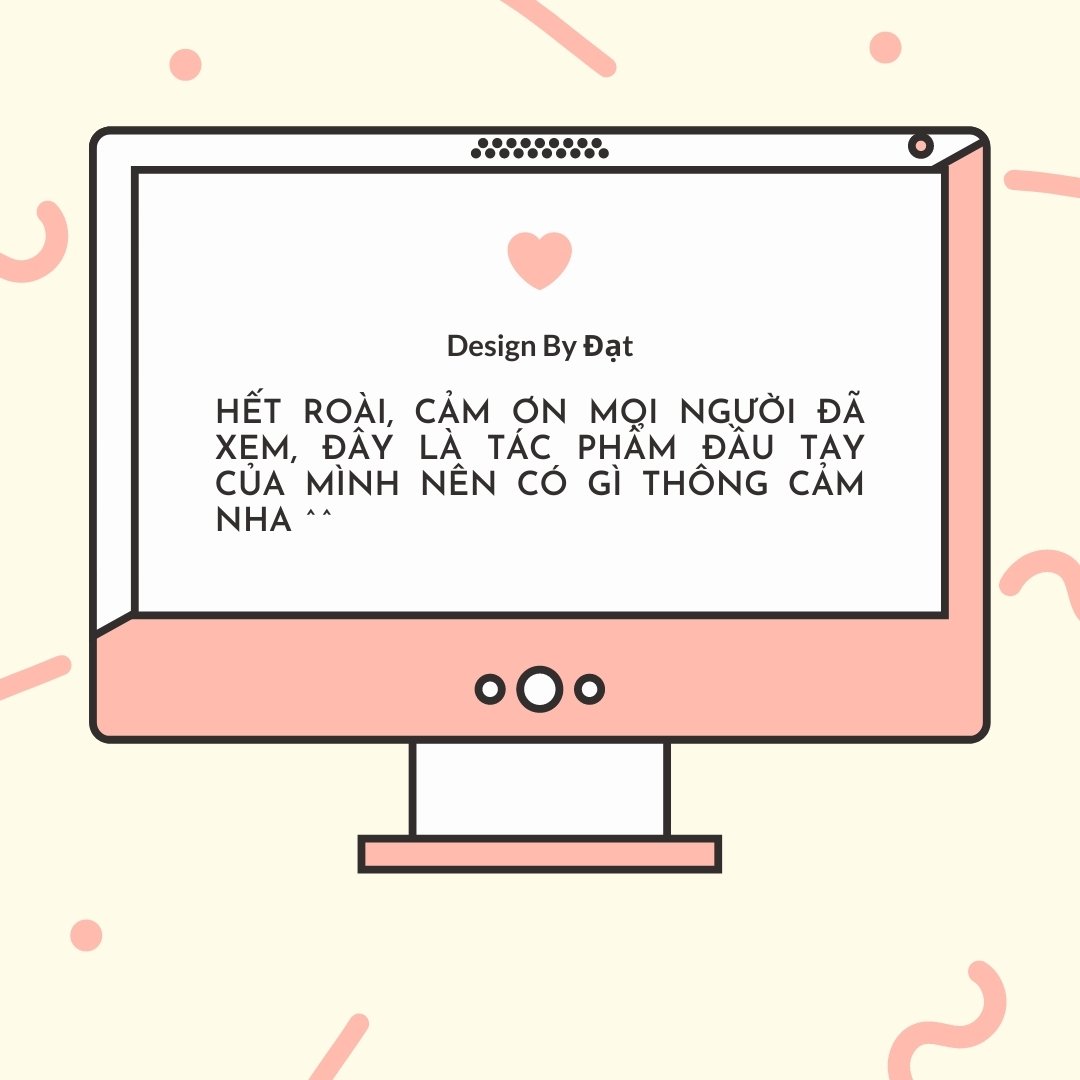 Design By Đạt
HẾT ROÀI, CẢM ƠN MỌI NGƯỜI ĐÃ
XEM, ĐÂY LÀ TÁC PHẨM ĐẦU TAY
CỦA MÌNH NÊN CÓ GÌ THÔNG CẢM
NHA ^^